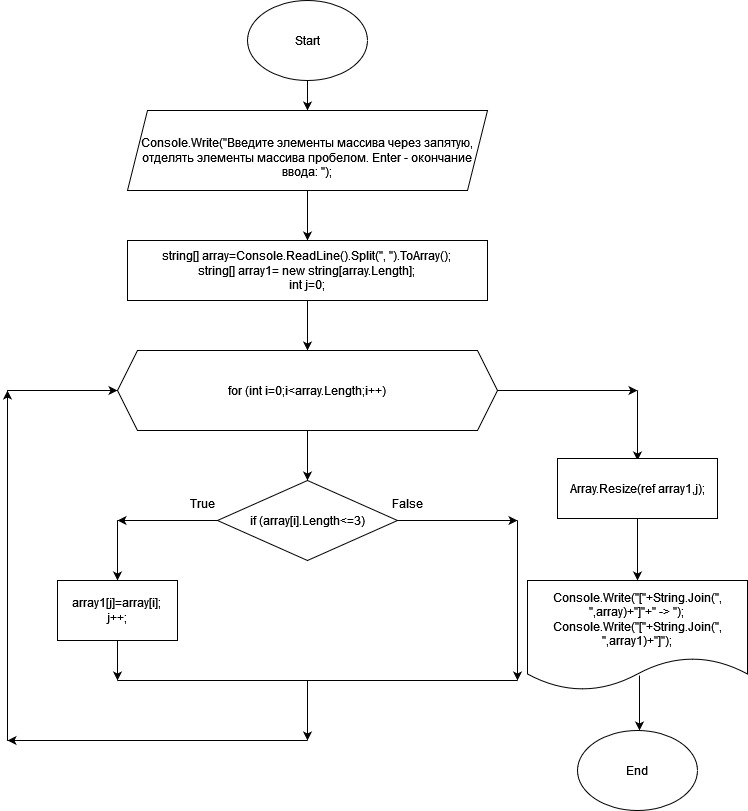 Start
Console.Write("Введите элементы массива через запятую,
отделять элементы массива пробелом. Enter - окончание
ввода: ");
string[] array=Console.ReadLine().Split(", ").ToArray();
string[] array1= new string[array.Length];
int j=0;
for (int i=0;i<array.Length;i++)
Array.Resize(ref array1,j);
True
False
if (array[i].Length<=3)
array1[j]=array[i];
j++;
Console.Write("["+String.Join(",
",array)+"]"+" -> ");
Console.Write("["+String.Join(",
",array1)+"]");
End